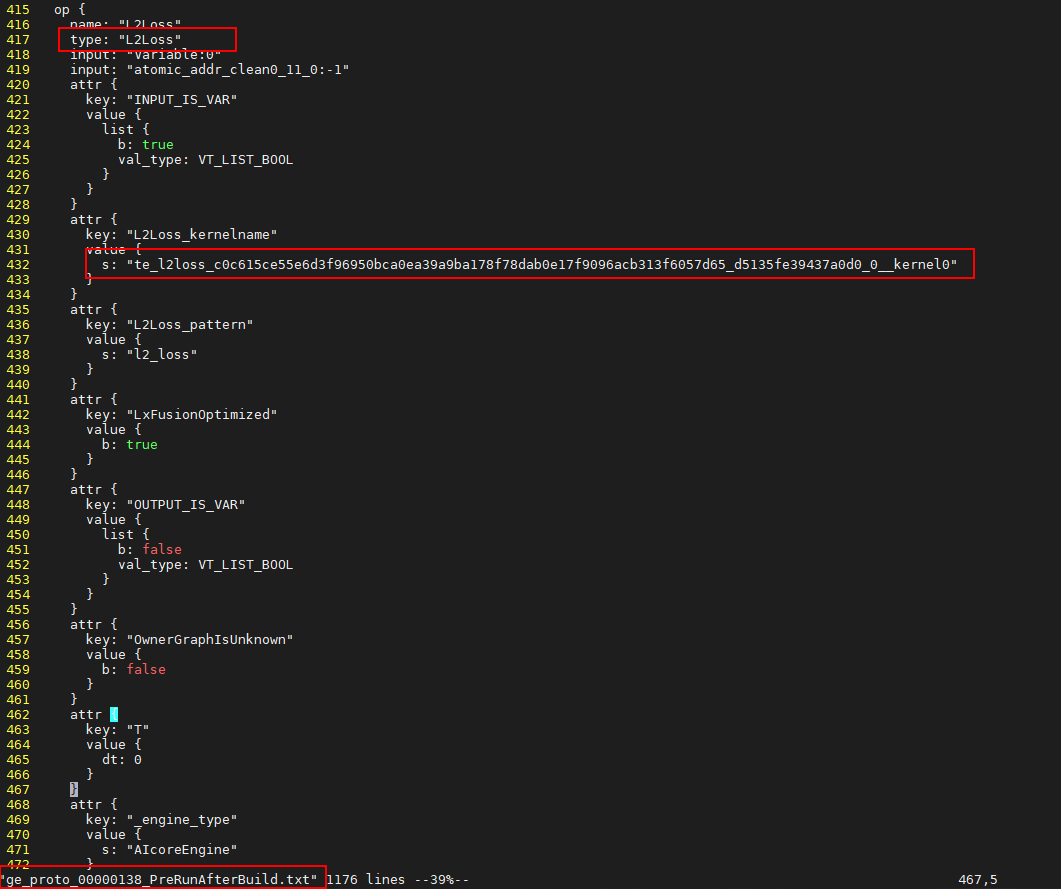 415 op {
416 name: "L2Loss"
417 type: "L2Loss"
418 input: "Variable:0"
419 input: "atomic_addr_clean0_11_0:-1"
420 attr {
421 key: "INPUT_IS_VAR"
422 value {
423 list {
424 b: true
425 val_type: VT_LIST_BOOL
426 }
427 }
428 }
429 attr {
430 key: "L2Loss_kernelname"
431 value {
432 s: "te_l2loss_c0c615ce55e6d3f96950bca0ea39a9ba178f78dab0e17f9096acb313f6057d65_d5135fe39437a0d0_0__kernel0"
433 }
434 }
435 attr {
436 key: "L2Loss_pattern"
437 value {
438 s: "l2_loss"
439 }
440 }
441 attr {
442 key: "LxFusionOptimized"
443 value {
444 b: true
445 }
446 }
447 attr {
448 key: "OUTPUT_IS_VAR"
449 value {
450 list {
451 b: false
452 val_type: VT_LIST_BOOL
453 }
454 }
455 }
456 attr {
457 key: "OwnerGraphIsUnknown"
458 value {
459 b: false
460 }
461 }
462 attr {
463 key: "T"
464 value {
465 dt: 0
466 }
467 }
468 attr {
469 key: "_engine_type"
470 value {
471 s: "AIcoreEngine"
472 }
"ge_proto_00000138_PreRunAfterBuild.txt" 1176 lines --39%-- 467,5